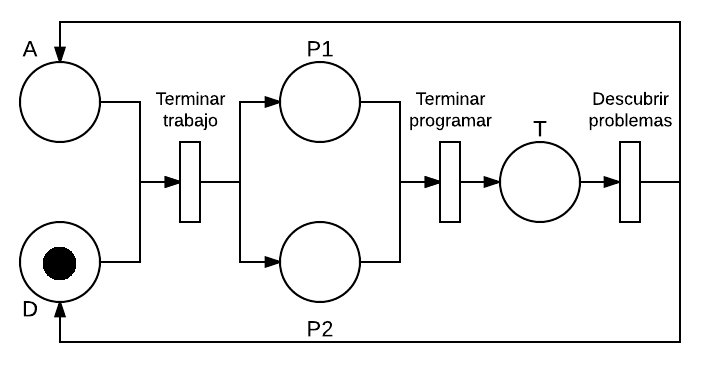 A
P1
Terminar
trabajo
Terminar
programar
Descubrir
problemas
T
D
P2